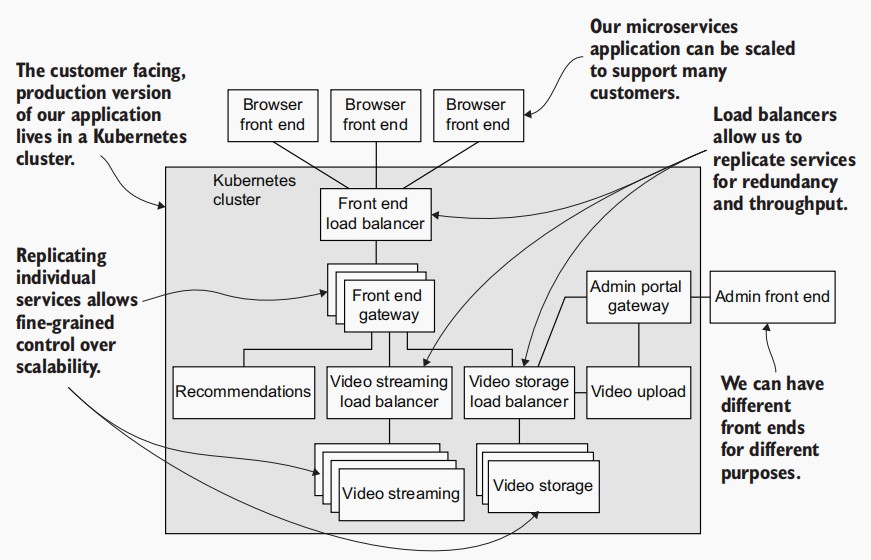 Our microservices
application can be scaled
to support many
customers.
The customer facing,
production version
of our application
lives in a Kubernetes
cluster.
Browser
front end
Browser
front end
Browser
front end
Load balancers
allow us to
replicate services
for redundancy
and throughput.
Kubernetes
cluster
Front end
load balancer
Replicating
individual
services allows
fine-grained
control over
scalability.
Front end
gateway
Admin portal
gateway
Admin front end
Recommendations
Video streaming
load balancer
Video storage
load balancer
Video upload
We can have
different
front ends
for different
purposes.
Video streaming
Video storage